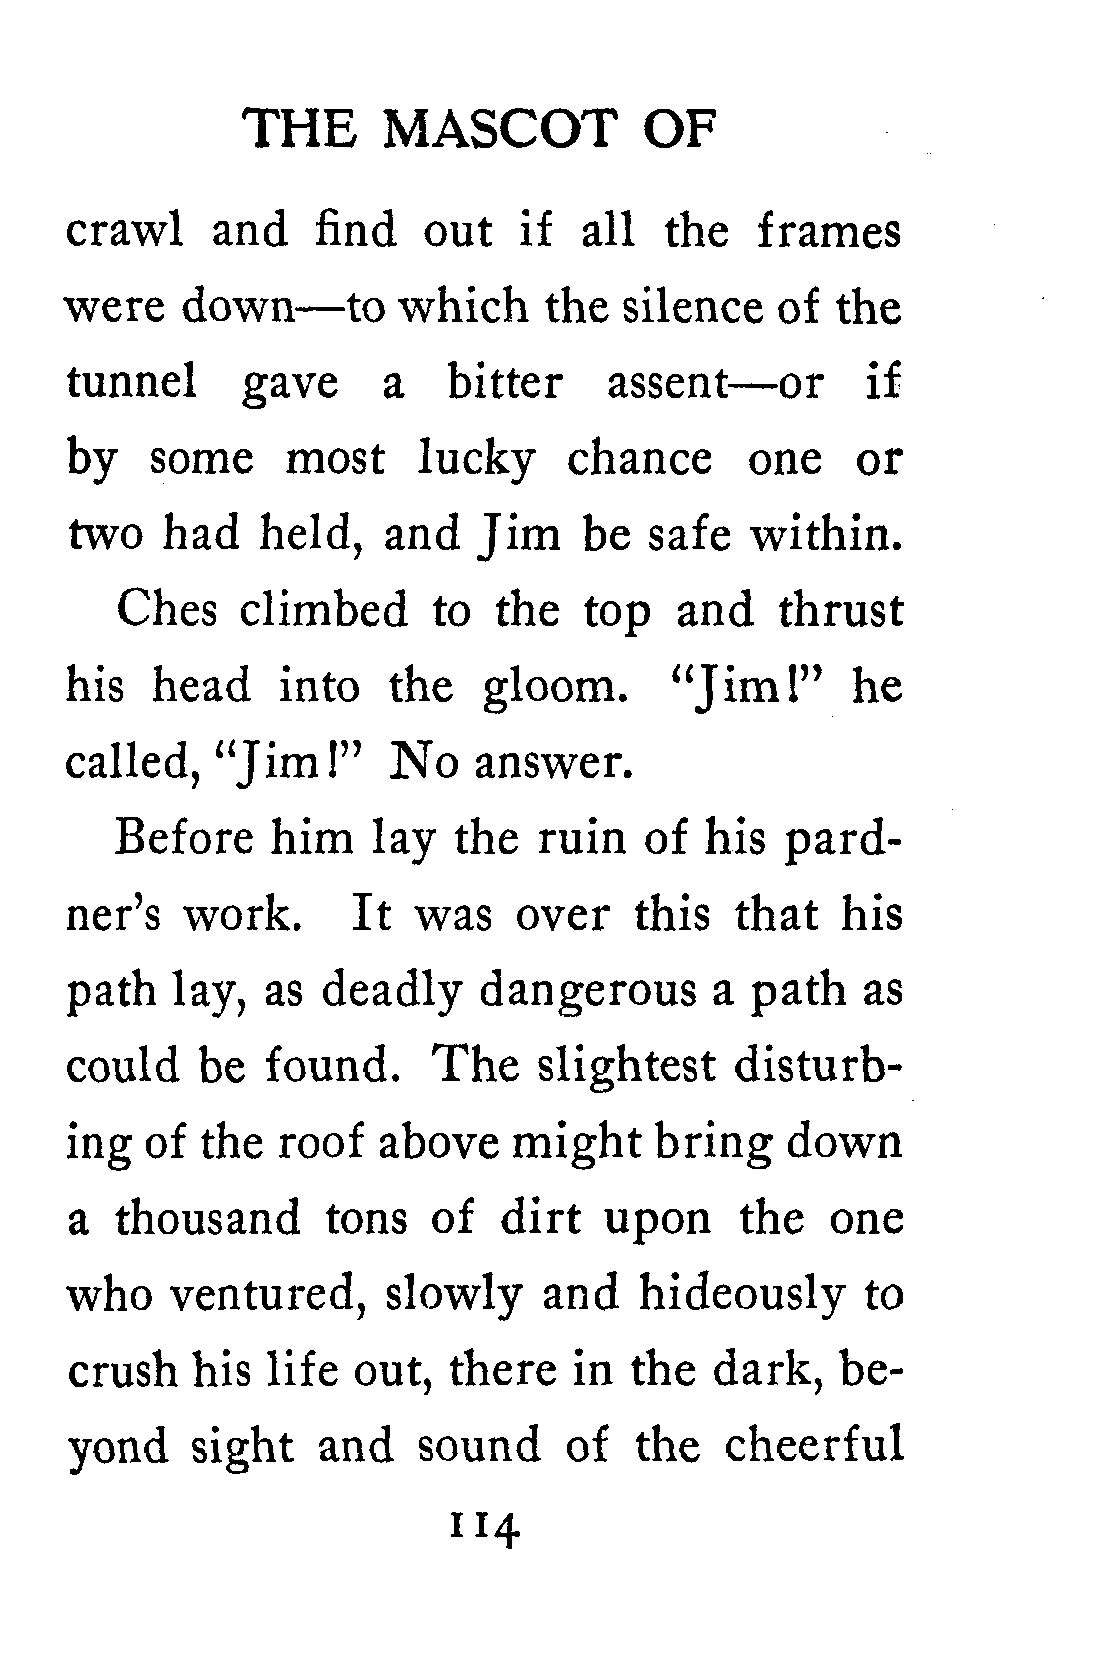 THE MASCOT OF
crawl and find out if all the frames
were down—to which the silence of the
tunnel gave a bitter assent—or if
by some most lucky chance one or
two had held, and Jim be safe within.
Ches climbed to the top and thrust
his head into the gloom. “Jim!” he
called, “Jim!” No answer.
Before him lay the ruin of his pard-
ner’s work. It was over this that his
path lay, as deadly dangerous a path as
could be found. The slightest disturb-
ing of the roof above might bring down
a thousand tons of dirt upon the one
who ventured, slowly and hideously to
crush his life out, there in the dark, be-
yond sight and sound of the cheerful
114